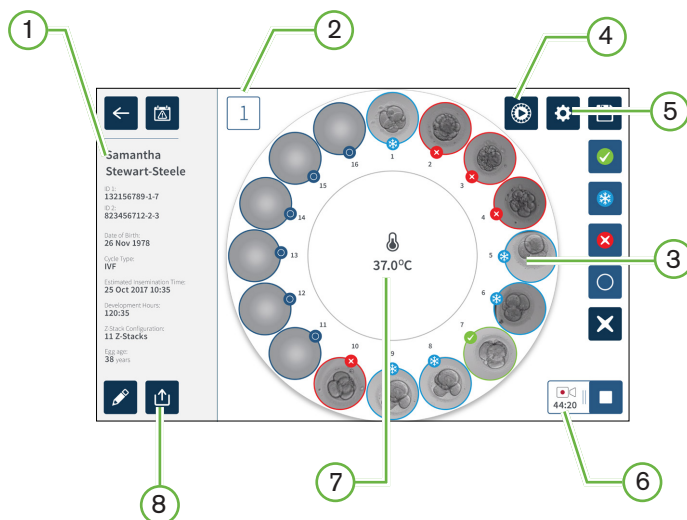 1
2
4
5
1
Samantha
Stewart-Steele
ID 1:
132156789-1-7
ID 2:
823456712-2-3
Date of Birth:
26 Nov 1978
Cycle Type:
IVF
Estimated Insemination Time:
25 Oct 2017 10:35
Development Hours:
120:35
Z-Stack Configuration:
11 Z-Stacks
Egg age:
38 years
1
2
3
4
5
6
7
8
9
10
11
12
13
14
15
16
37.0°C
3
44:20
8
7
6